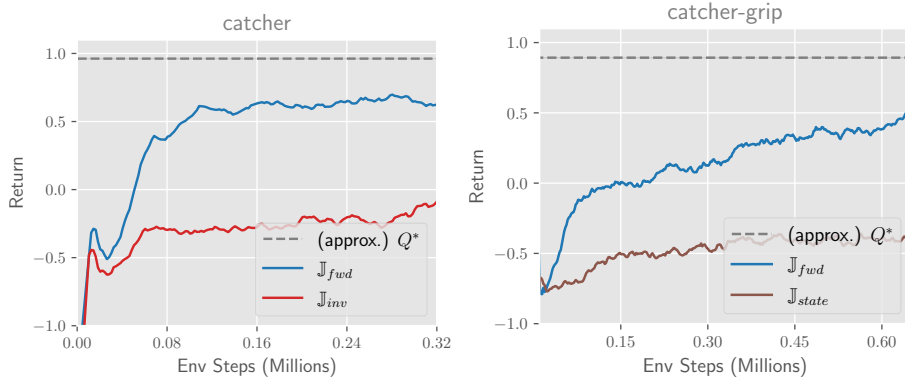 catcher
1.0
0.5
0.0
−0.5
−1.0
Return
0.00
0.08
0.16
0.24
0.32
Env Steps (Millions)
(approx.) Q*
𝕁fwd
𝕁inv
catcher-grip
1.0
0.5
0.0
−0.5
−1.0
Return
0.15
0.30
0.45
0.60
Env Steps (Millions)
(approx.) Q*
𝕁fwd
𝕁state